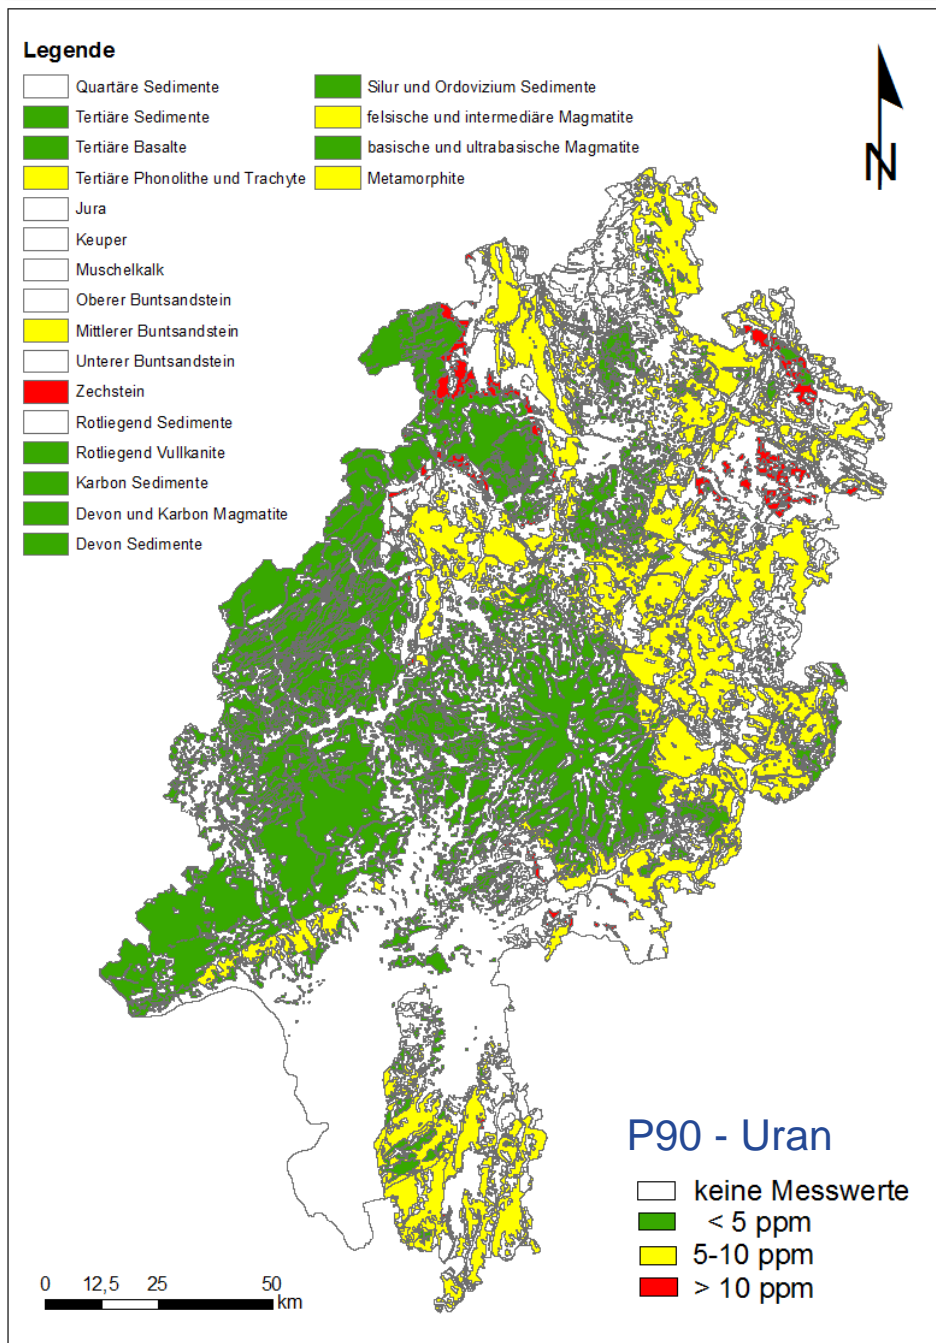 Legende
Quartäre Sedimente
Tertiäre Sedimente
Tertiäre Basalte
Tertiäre Phonolithe und Trachyte
Jura
Keuper
Muschelkalk
Oberer Buntsandstein
Mittlerer Buntsandstein
Unterer Buntsandstein
Zechstein
Rotliegend Sedimente
Rotliegend Vullkanite
Karbon Sedimente
Devon und Karbon Magmatite
Devon Sedimente
Silur und Ordovizium Sedimente
felsische und intermediäre Magmatite
basische und ultrabasische Magmatite
Metamorphite
N
P90 - Uran
keine Messwerte
< 5 ppm
5-10 ppm
> 10 ppm
0 12,5 25 50
km